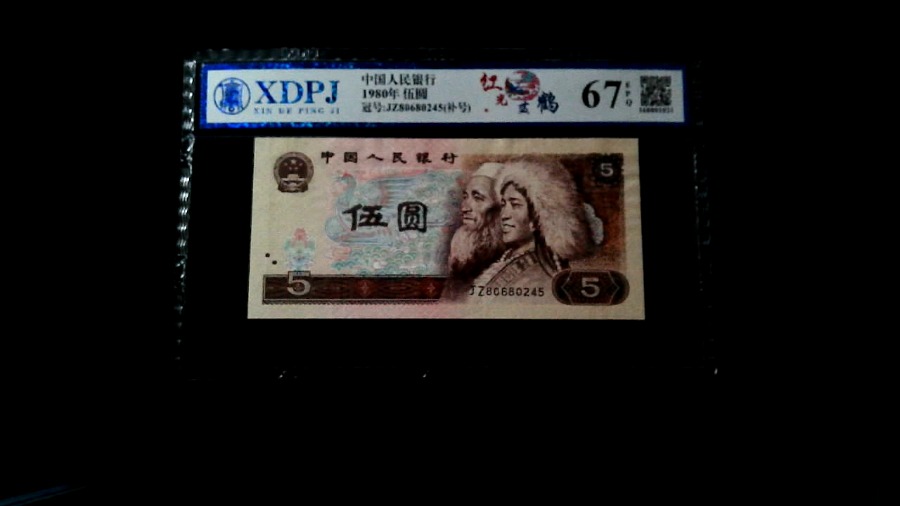 XDPJ
XIN DE PING JI
中国人民银行
1980年 伍圆
冠号:JZ80680245(补号)
红
光
蓝 鹤
67
EPQ
中国人民银行
5
伍圆
5
JZ80680245
5